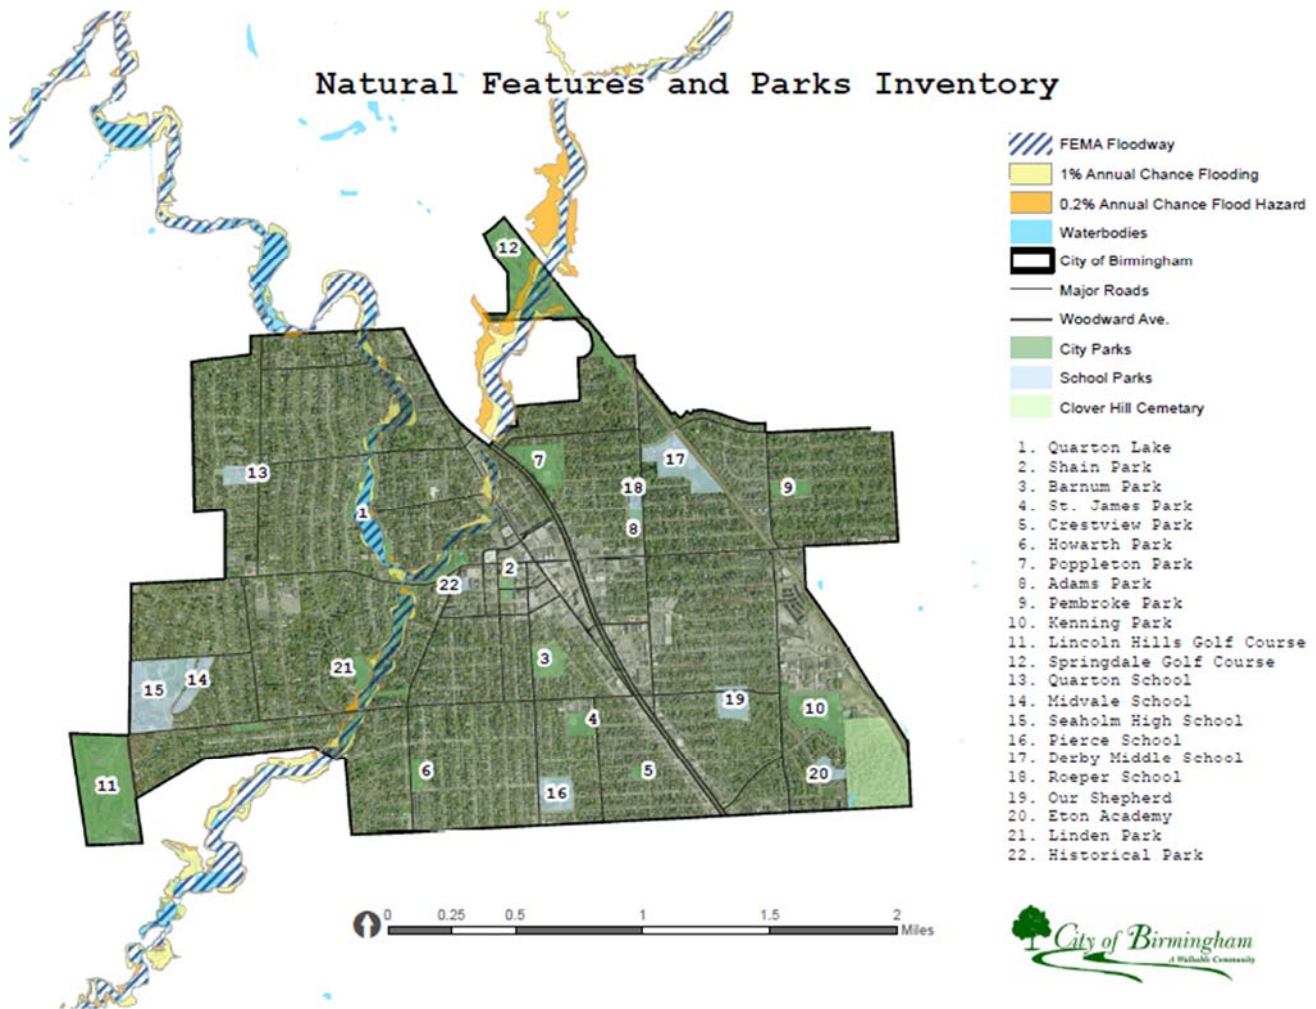 Natural Features and Parks Inventory
FEMA Floodway
1% Annual Chance Flooding
0.2% Annual Chance Flood Hazard
Waterbodies
City of Birmingham
Major Roads
Woodward Ave.
City Parks
School Parks
Clover Hill Cemetary
1. Quarton Lake
2. Shain Park
3. Barnum Park
4. St. James Park
5. Crestview Park
6. Howarth Park
7. Poppleton Park
8. Adams Park
9. Pembroke Park
10. Kenning Park
11. Lincoln Hills Golf Course
12. Springdale Golf Course
13. Quarton School
14. Midvale School
15. Seaholm High School
16. Pierce School
17. Derby Middle School
18. Roeper School
19. Our Shepherd
20. Eton Academy
21. Linden Park
22. Historical Park
12
13
7
17
18
9
1
8
2
22
3
21
14
15
19
10
4
11
6
5
20
16
0 0.25 0.5 1 1.5 2
Miles
City of Birmingham
A Walkable Community